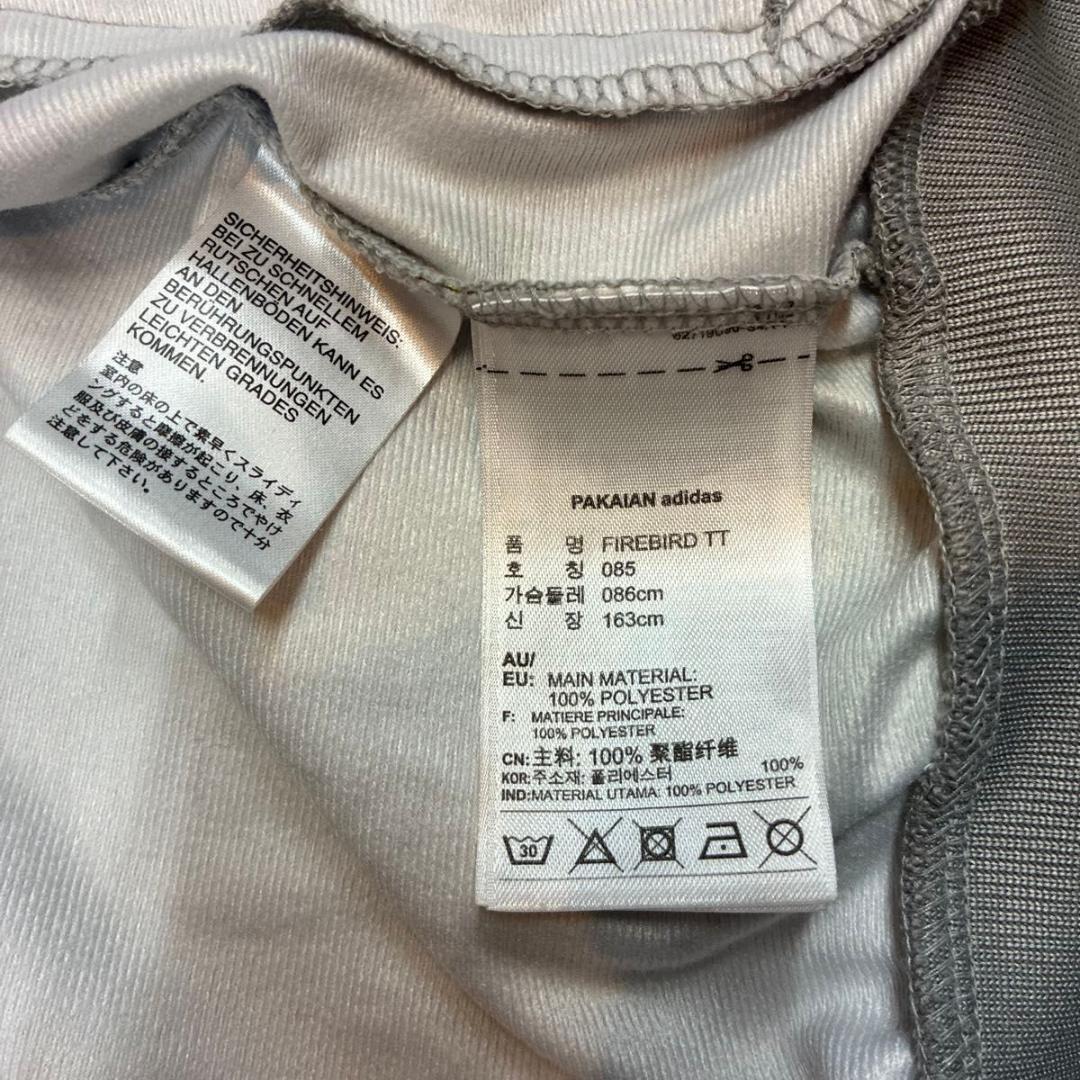 SICHERHEITSHINWEIS:
BEI ZU SCHNELLEM
RUTSCHEN AUF
HALLENBÖDEN KANN ES
AN DEN
BERÜHRUNGSPUNKTEN
ZU VERBRENNUNGEN
LEICHTEN GRADES
KOMMEN.
注意
室内の床の上で素早くスライディ
ングすると摩擦が起こり、床、衣
服及び皮膚の接するところでやけ
どをする危険がありますので十分
注意して下さい。
PAKAIAN adidas
품 명 FIREBIRD TT
호 칭 085
가슴둘레 086cm
신 장 163cm
AU/
EU: MAIN MATERIAL:
100% POLYESTER
F: MATIERE PRINCIPALE:
100% POLYESTER
CN:主料: 100% 聚酯纤维
KOR:주소재: 폴리에스터 100%
IND:MATERIAL UTAMA: 100% POLYESTER
30